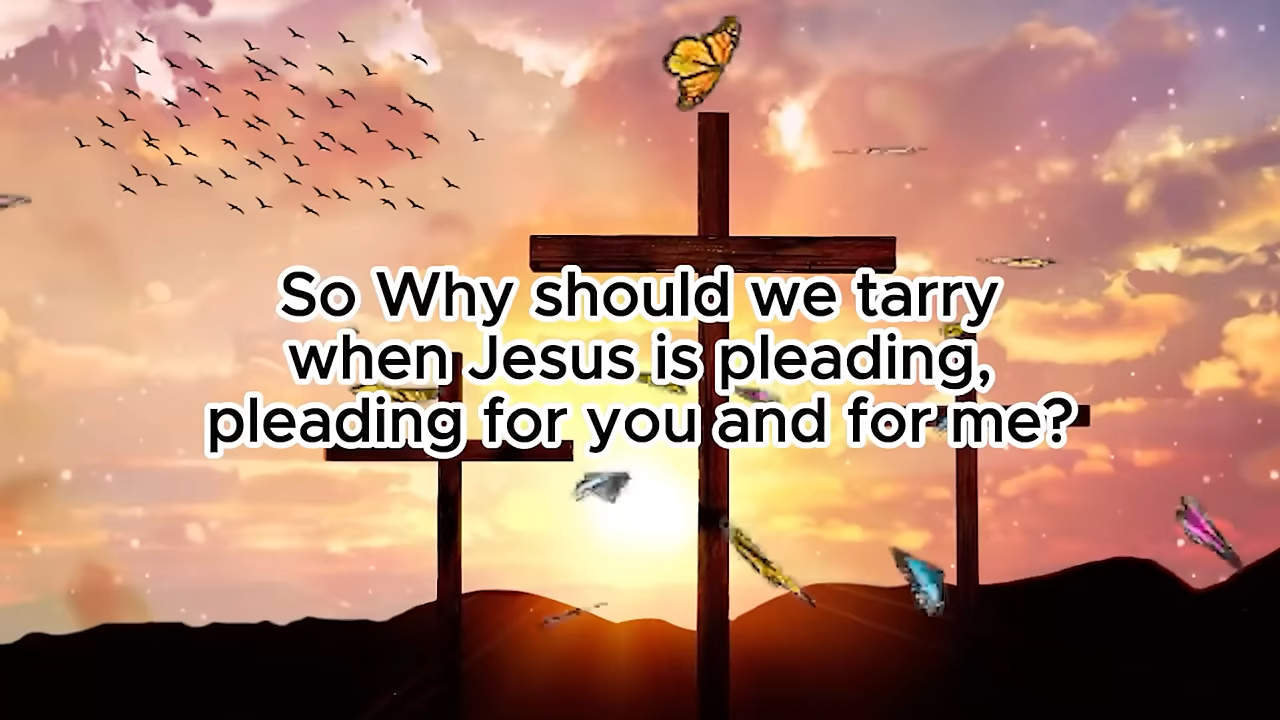 So Why should we tarry
when Jesus is pleading,
pleading for you and for me?